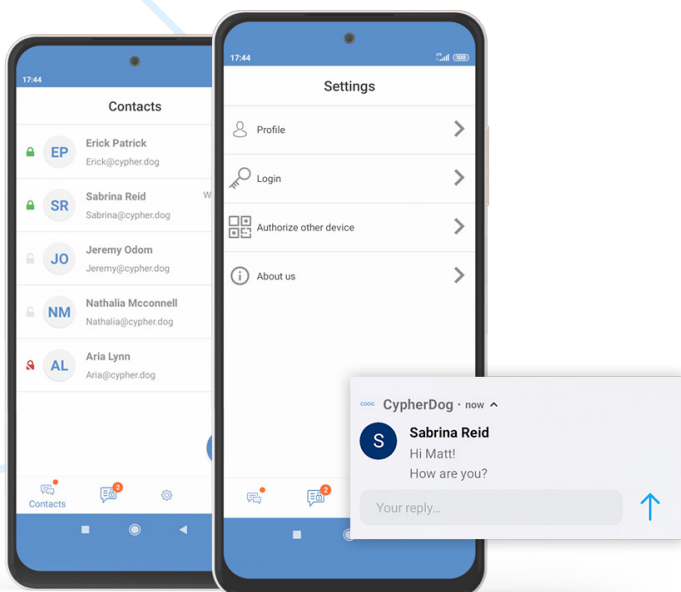 17:44
Contacts
EP
Erick Patrick
Erick@cypher.dog
SR
Sabrina Reid
W
Sabrina@cypher.dog
JO
Jeremy Odom
Jeremy@cypher.dog
NM
Nathalia Mcconnell
Nathalia@cypher.dog
AL
Aria Lynn
Aria@cypher.dog
2
Contacts
17:44
100
Settings
Profile
Login
Authorize other device
About us
2
CypherDog · now
S
Sabrina Reid
Hi Matt!
How are you?
Your reply...